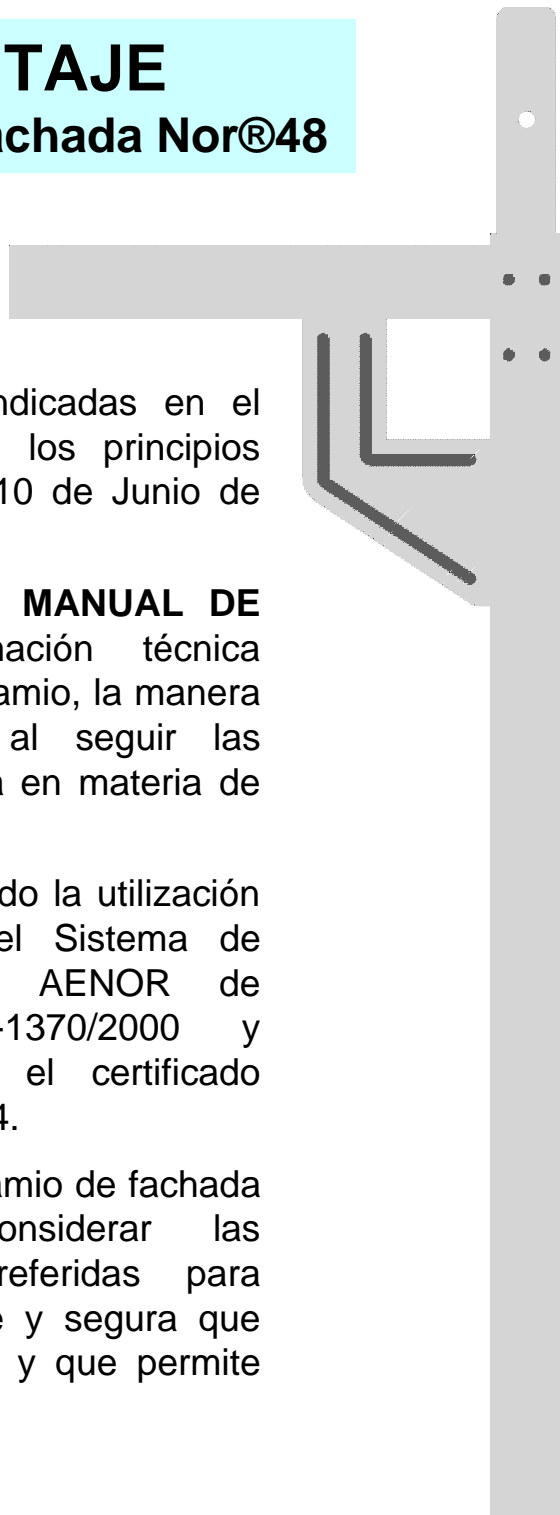 TAJE
achada Nor®48
ndicadas en el
los principios
10 de Junio de
MANUAL DE
nación técnica
amio, la manera
al seguir las
a en materia de
do la utilización
el Sistema de
AENOR de
-1370/2000 y
el certificado
4.
amio de fachada
onsiderar las
referidas para
e y segura que
y que permite